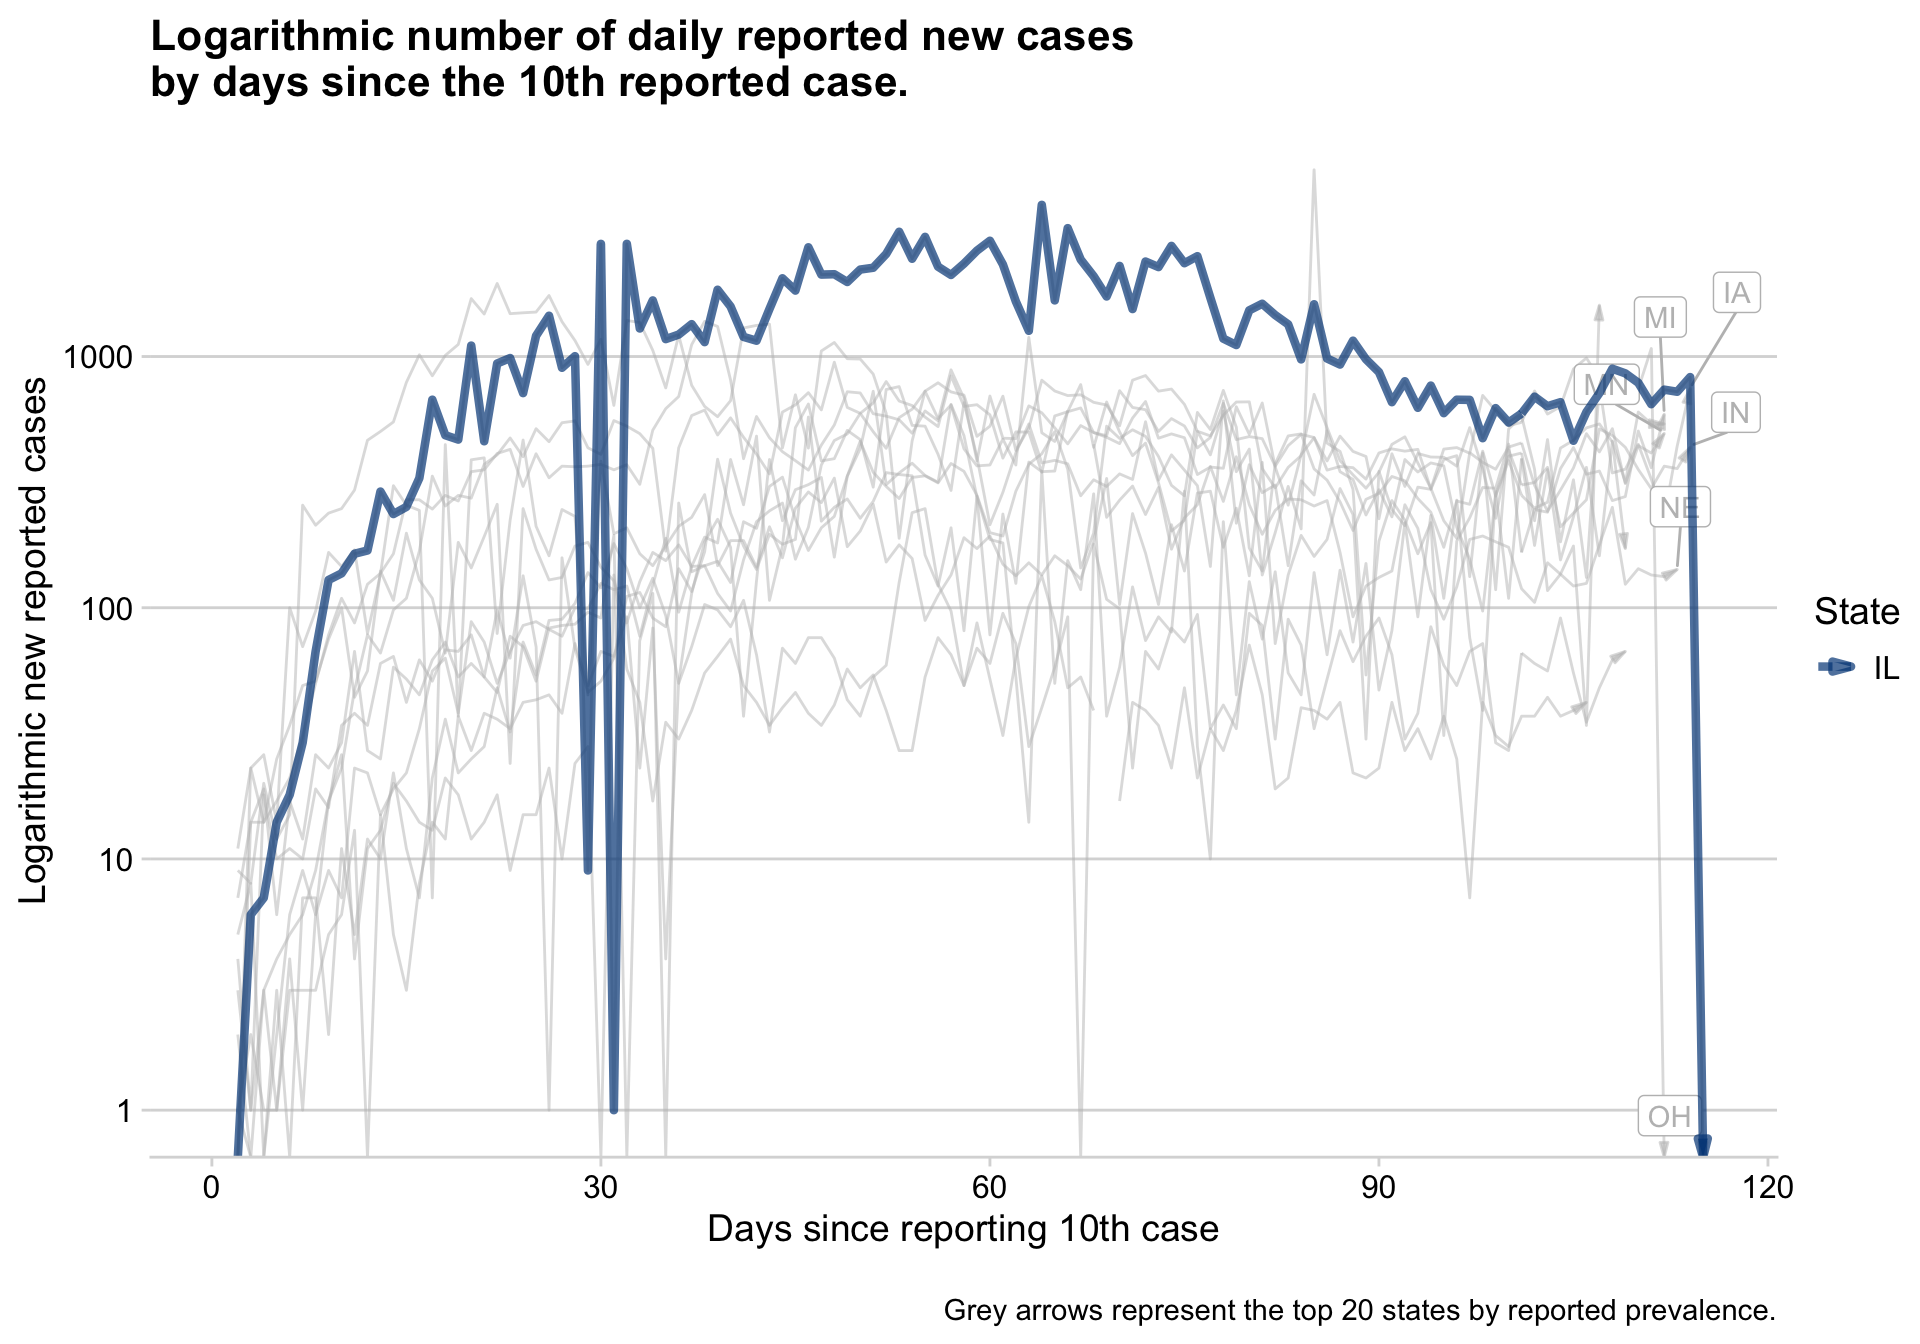 Logarithmic number of daily reported new cases
by days since the 10th reported case.
Logarithmic new reported cases
1000
100
10
1
IA
MI
MN
IN
NE
OH
State
IL
0
30
60
90
120
Days since reporting 10th case
Grey arrows represent the top 20 states by reported prevalence.